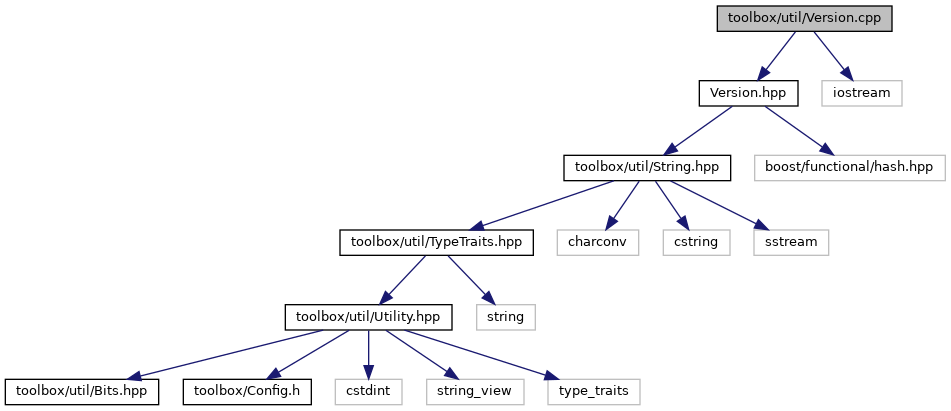 toolbox/util/Version.cpp
Version.hpp
iostream
toolbox/util/String.hpp
boost/functional/hash.hpp
toolbox/util/TypeTraits.hpp
charconv
cstring
sstream
toolbox/util/Utility.hpp
string
toolbox/util/Bits.hpp
toolbox/Config.h
cstdint
string_view
type_traits